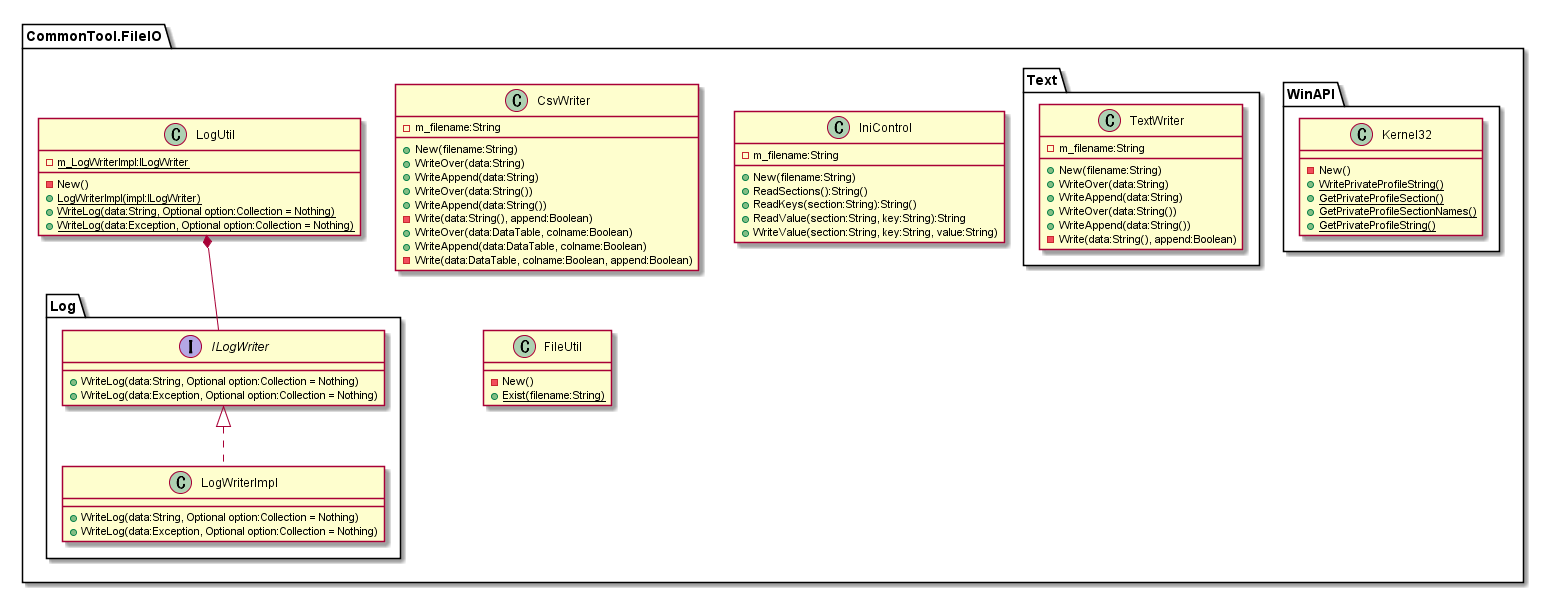 CommonTool.FileIO
C LogUtil
m_LogWriterImpl:ILogWriter
New()
LogWriterImpl(impl:ILogWriter)
WriteLog(data:String, Optional option:Collection = Nothing)
WriteLog(data:Exception, Optional option:Collection = Nothing)
C CsvWriter
m_filename:String
New(filename:String)
WriteOver(data:String)
WriteAppend(data:String)
WriteOver(data:String())
WriteAppend(data:String())
Write(data:String(), append:Boolean)
WriteOver(data:DataTable, colname:Boolean)
WriteAppend(data:DataTable, colname:Boolean)
Write(data:DataTable, colname:Boolean, append:Boolean)
C IniControl
m_filename:String
New(filename:String)
ReadSections():String()
ReadKeys(section:String):String()
ReadValue(section:String, key:String):String
WriteValue(section:String, key:String, value:String)
Text
C TextWriter
m_filename:String
New(filename:String)
WriteOver(data:String)
WriteAppend(data:String)
WriteOver(data:String())
WriteAppend(data:String())
Write(data:String(), append:Boolean)
WinAPI
C Kernel32
New()
WritePrivateProfileString()
GetPrivateProfileSection()
GetPrivateProfileSectionNames()
GetPrivateProfileString()
Log
I ILogWriter
WriteLog(data:String, Optional option:Collection = Nothing)
WriteLog(data:Exception, Optional option:Collection = Nothing)
C FileUtil
New()
Exist(filename:String)
C LogWriterImpl
WriteLog(data:String, Optional option:Collection = Nothing)
WriteLog(data:Exception, Optional option:Collection = Nothing)